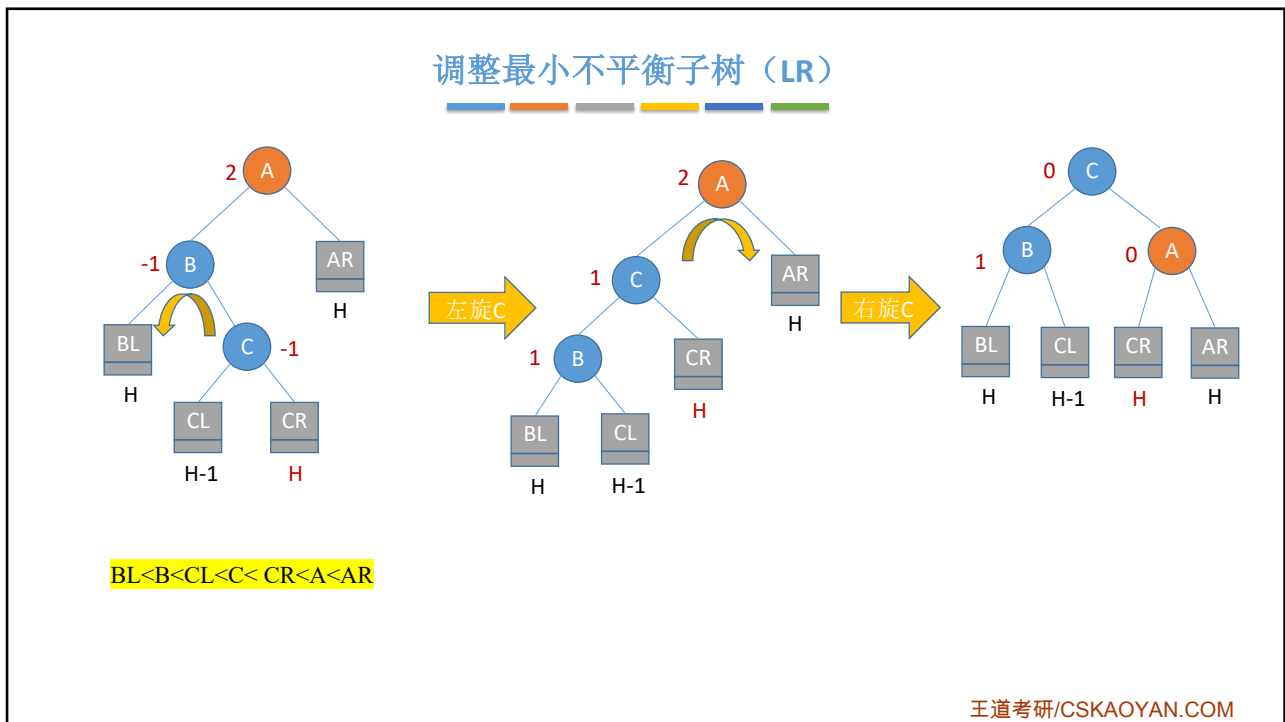 调整最小不平衡子树（LR）
2
A
-1
B
AR
H
BL
H
C
-1
CL
H-1
CR
H
左旋C
2
A
1
C
AR
H
1
B
CR
H
BL
H
CL
H-1
右旋C
0
C
1
B
0
A
BL
H
CL
H-1
CR
H
AR
H
BL<B<CL<C< CR<A<AR
王道考研/CSKAOYAN.COM